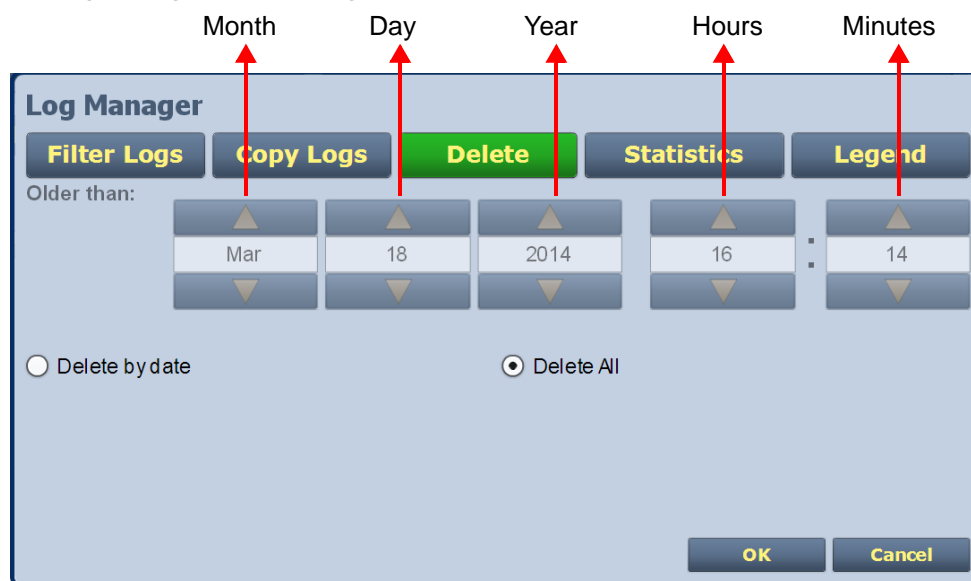 Month Day Year Hours Minutes
Log Manager
Filter Logs Copy Logs Delete Statistics Legend
Older than:
Mar 18 2014 16 : 14
Delete by date Delete All
OK Cancel